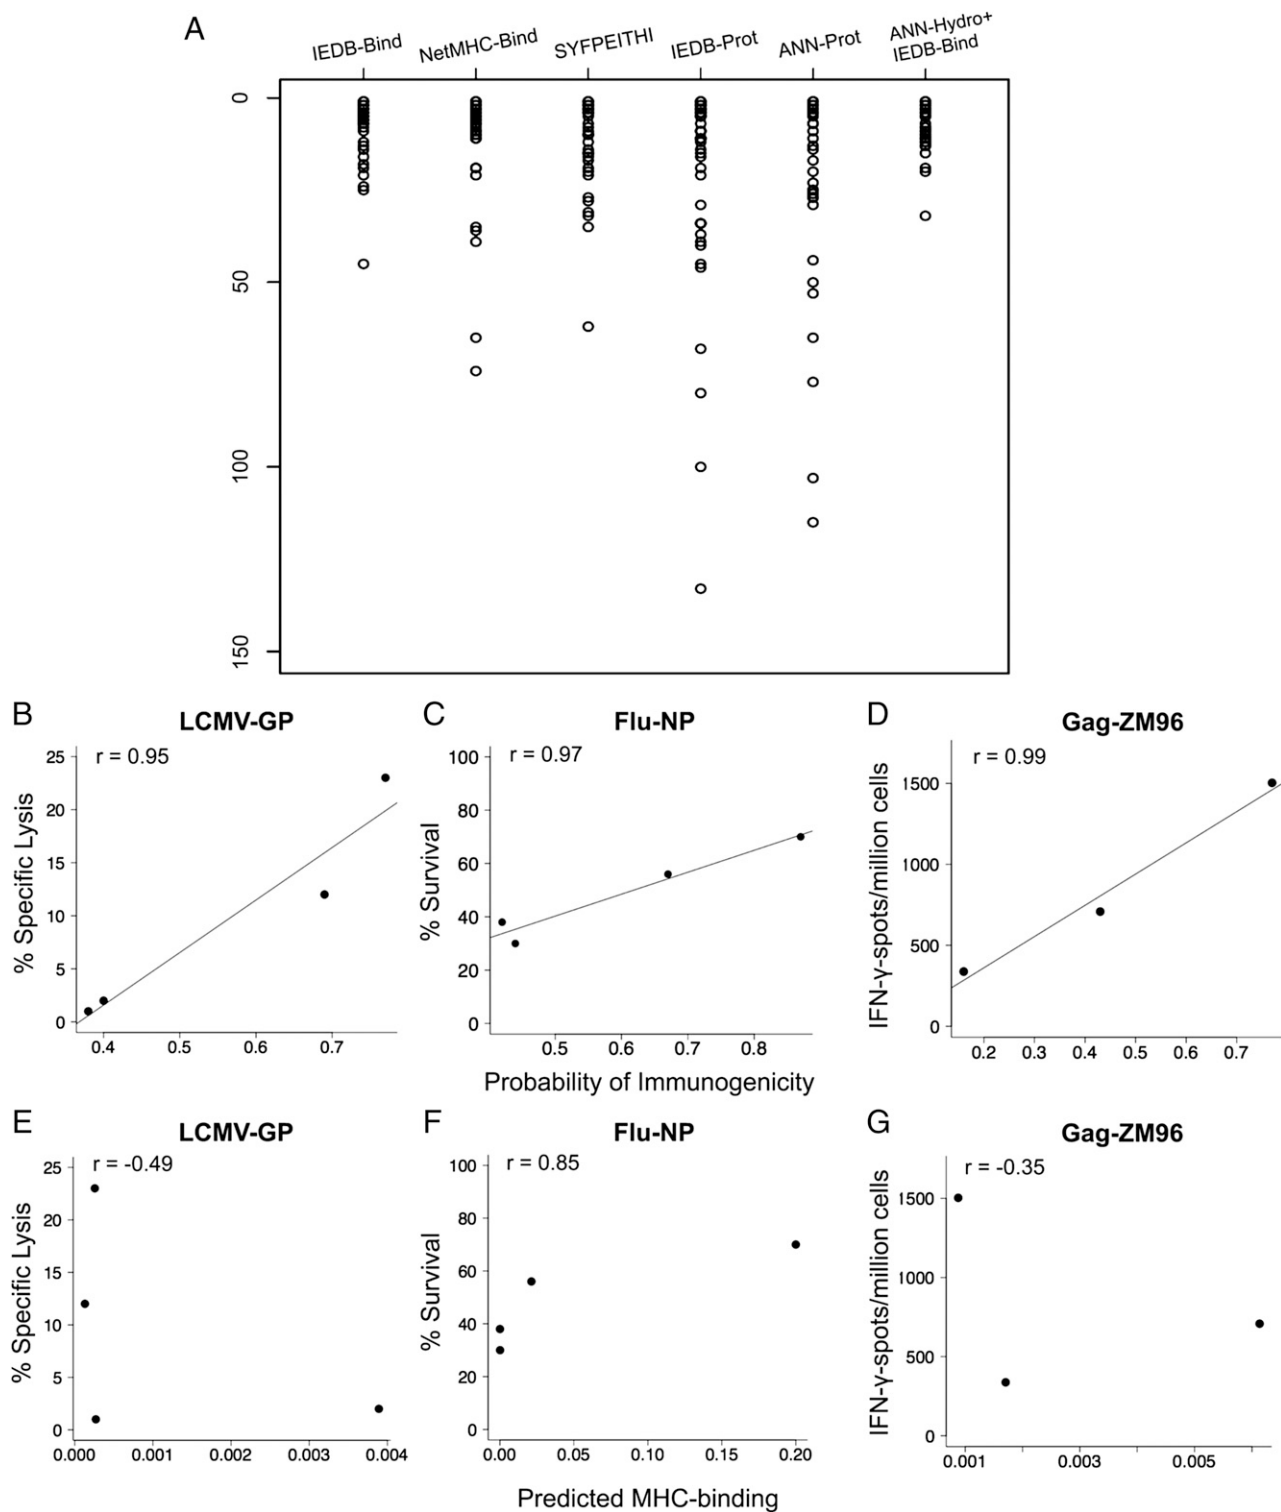 A
IEDB-Bind NetMHC-Bind SYFPEITHI IEDB-Prot ANN-Prot ANN-Hydro+
IEDB-Bind
0
50
100
150
B LCMV-GP
r = 0.95
% Specific Lysis
25
20
15
10
5
0
0.4 0.5 0.6 0.7
C Flu-NP
r = 0.97
% Survival
100
80
60
40
20
0
0.5 0.6 0.7 0.8
D Gag-ZM96
r = 0.99
IFN-γ-spots/million cells
1500
1000
500
0
0.2 0.3 0.4 0.5 0.6 0.7
Probability of Immunogenicity
E LCMV-GP
r = -0.49
% Specific Lysis
25
20
15
10
5
0
0.000 0.001 0.002 0.003 0.004
F Flu-NP
r = 0.85
% Survival
100
80
60
40
20
0
0.00 0.05 0.10 0.15 0.20
G Gag-ZM96
r = -0.35
IFN-γ-spots/million cells
1500
1000
500
0
0.001 0.003 0.005
Predicted MHC-binding